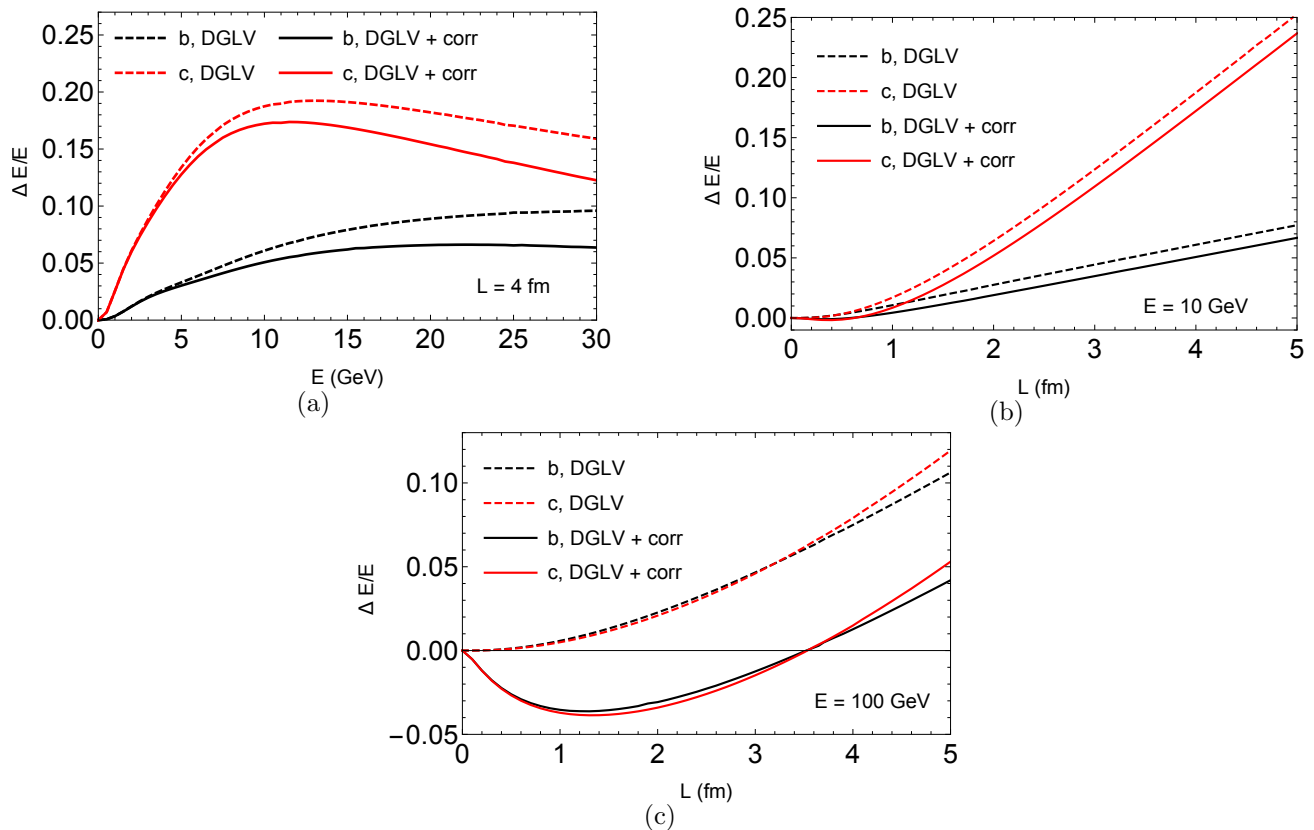 0.25
0.20
0.15
0.10
0.05
0.00
Δ E/E
b, DGLV
b, DGLV + corr
c, DGLV
c, DGLV + corr
L = 4 fm
0 5 10 15 20 25 30
E (GeV)
(a)
0.25
0.20
0.15
0.10
0.05
0.00
Δ E/E
b, DGLV
c, DGLV
b, DGLV + corr
c, DGLV + corr
E = 10 GeV
0 1 2 3 4 5
L (fm)
(b)
0.10
0.05
0.00
−0.05
Δ E/E
b, DGLV
c, DGLV
b, DGLV + corr
c, DGLV + corr
E = 100 GeV
0 1 2 3 4 5
L (fm)
(c)